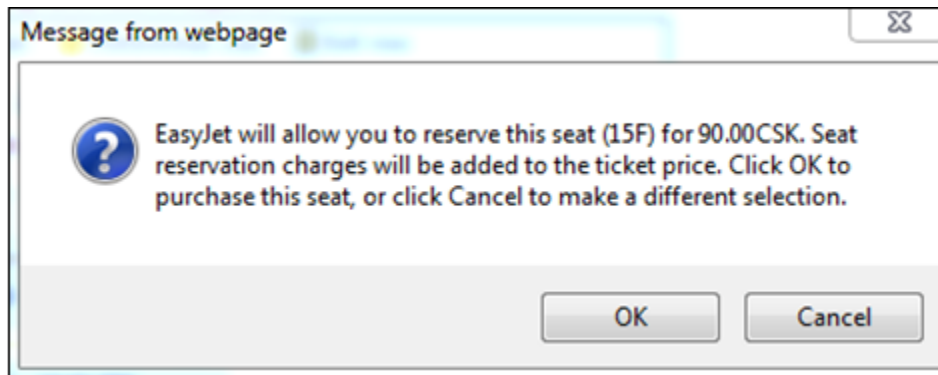 Message from webpage
EasyJet will allow you to reserve this seat (15F) for 90.00CSK. Seat
reservation charges will be added to the ticket price. Click OK to
purchase this seat, or click Cancel to make a different selection.
OK
Cancel